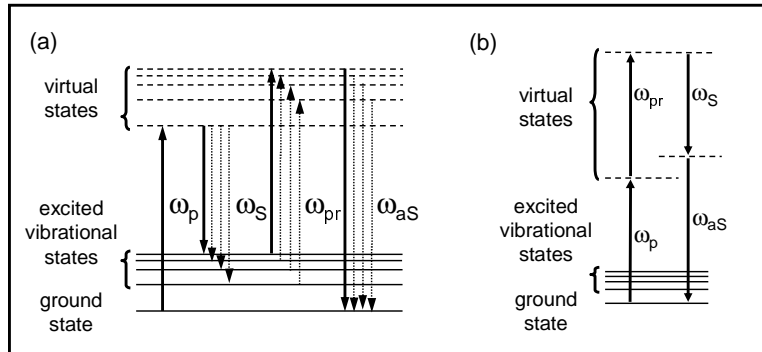 (a)
virtual
states
ωp
ωS
ωpr
ωaS
excited
vibrational
states
ground
state
(b)
virtual
states
ωpr
ωS
excited
vibrational
states
ωp
ωaS
ground
state